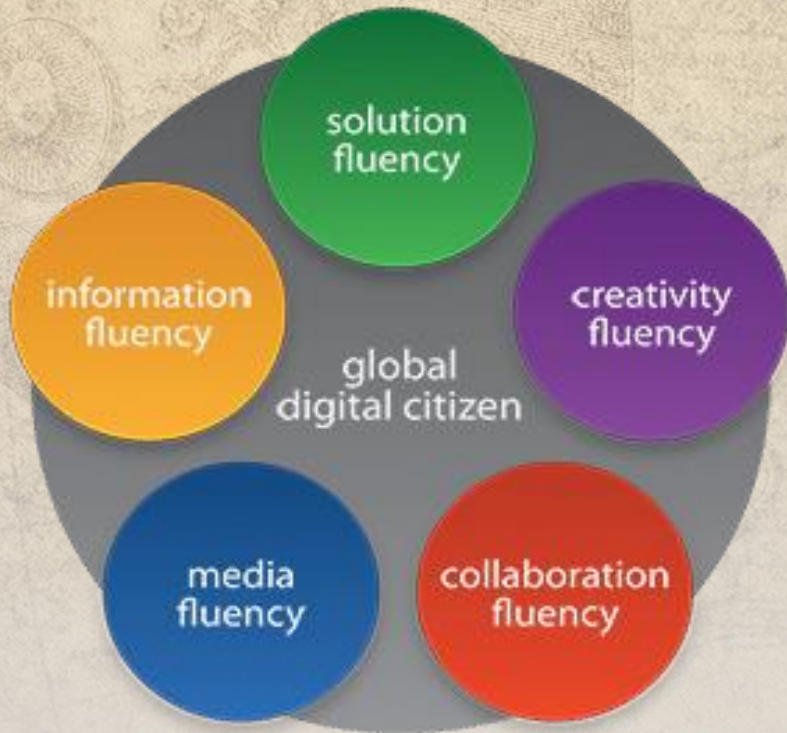 solution
fluency
information
fluency
creativity
fluency
global
digital citizen
media
fluency
collaboration
fluency